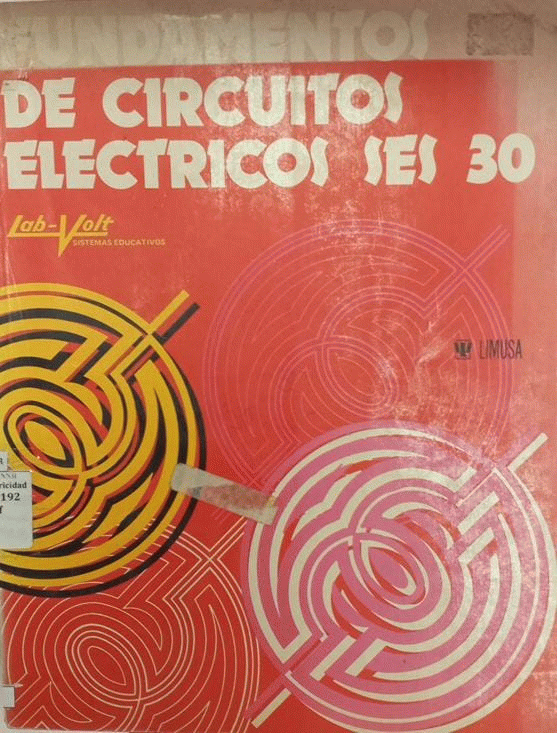 FUNDAMENTOS
DE CIRCUITOS
ELECTRICOS SES 30
Lab-Volt
SISTEMAS EDUCATIVOS
LIMUSA
R
ricidad
192
f